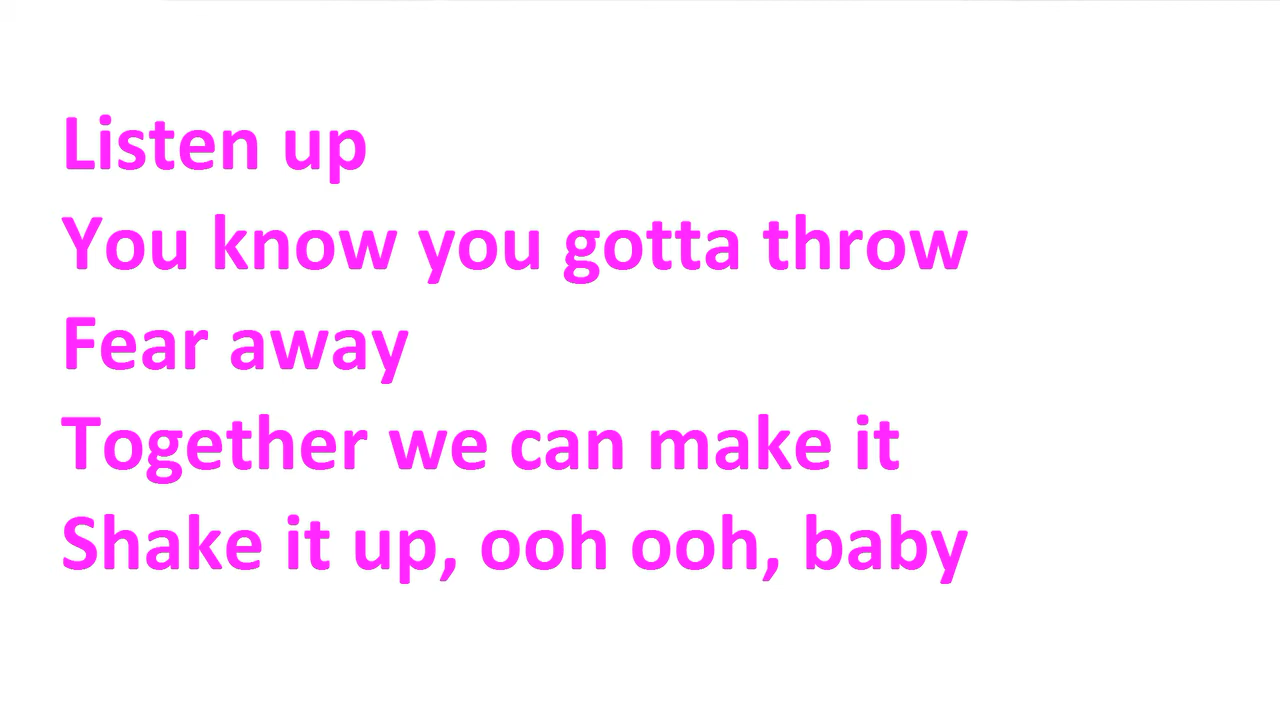 Listen up
You know you gotta throw
Fear away
Together we can make it
Shake it up, ooh ooh, baby